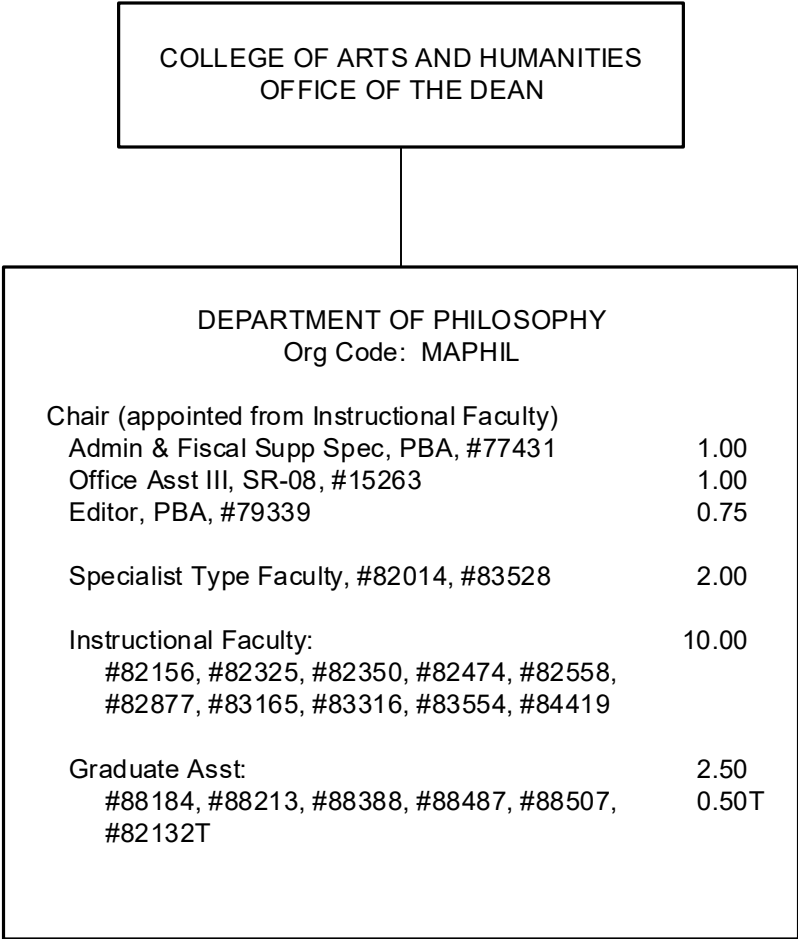 COLLEGE OF ARTS AND HUMANITIES
OFFICE OF THE DEAN
DEPARTMENT OF PHILOSOPHY
Org Code:  MAPHIL
Chair (appointed from Instructional Faculty)
Admin & Fiscal Supp Spec, PBA, #77431 1.00
Office Asst III, SR-08, #15263 1.00
Editor, PBA, #79339 0.75
Specialist Type Faculty, #82014, #83528 2.00
Instructional Faculty: 10.00
#82156, #82325, #82350, #82474, #82558,
#82877, #83165, #83316, #83554, #84419
Graduate Asst: 2.50
#88184, #88213, #88388, #88487, #88507, 0.50T
#82132T